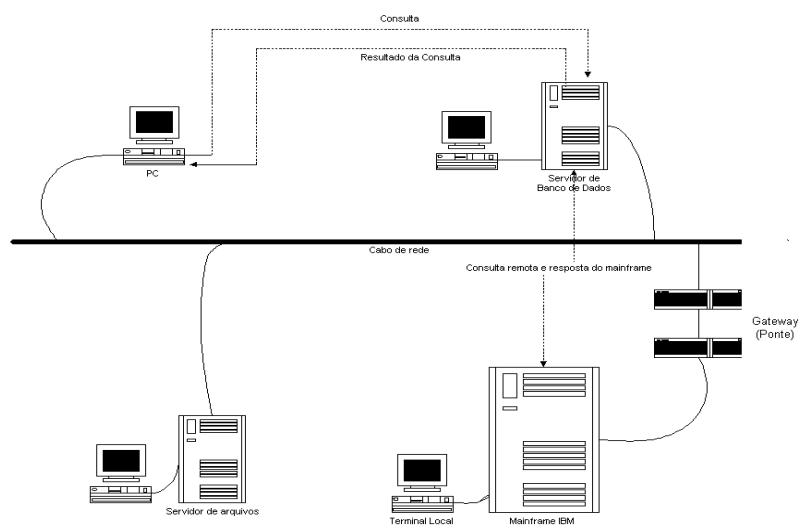 Consulta
Resultado da Consulta
PC
Servidor de
Banco de Dados
Cabo de rede
Consulta remota e resposta do mainframe
Gateway
(Ponte)
Servidor de arquivos
Terminal Local
Mainframe IBM